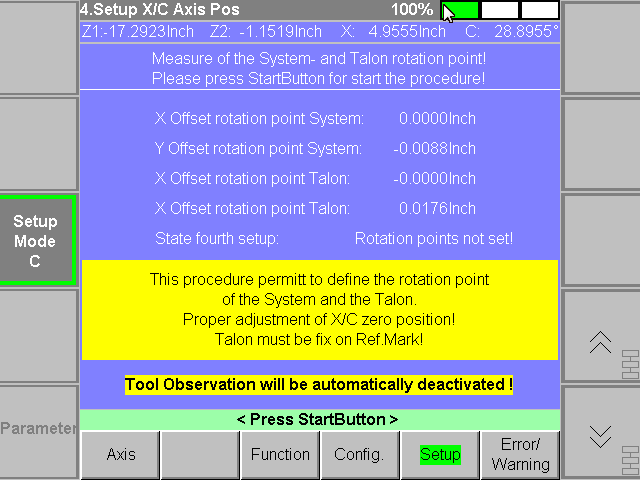 4.Setup X/C Axis Pos 100%
Z1:-17.2923Inch Z2: -1.1519Inch X: 4.9555Inch C: 28.8955°
Measure of the System- and Talon rotation point!
Please press StartButton for start the procedure!
X Offset rotation point System: 0.0000Inch
Y Offset rotation point System: -0.0088Inch
X Offset rotation point Talon: -0.0000Inch
X Offset rotation point Talon: 0.0176Inch
State fourth setup: Rotation points not set!
Setup
Mode
C
This procedure permitt to define the rotation point
of the System and the Talon.
Proper adjustment of X/C zero position!
Talon must be fix on Ref.Mark!
Tool Observation will be automatically deactivated !
< Press StartButton >
Parameter
Axis Function Config. Setup Error/
Warning